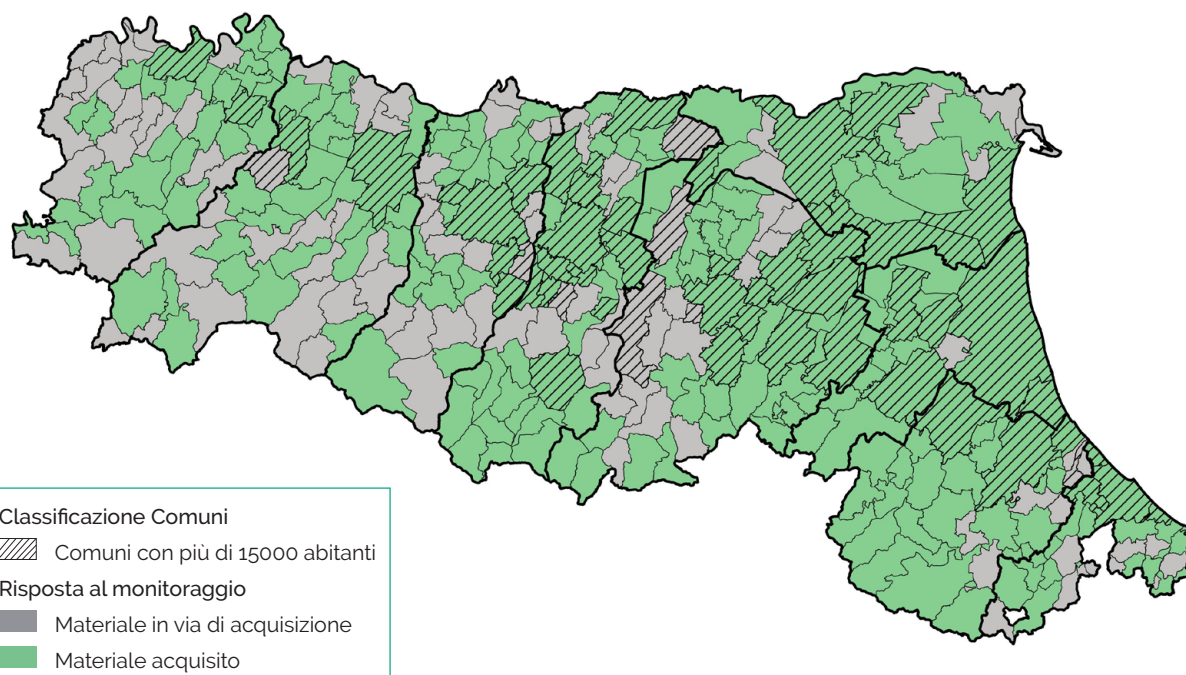 Classificazione Comuni
Comuni con più di 15000 abitanti
Risposta al monitoraggio
Materiale in via di acquisizione
Materiale acquisito